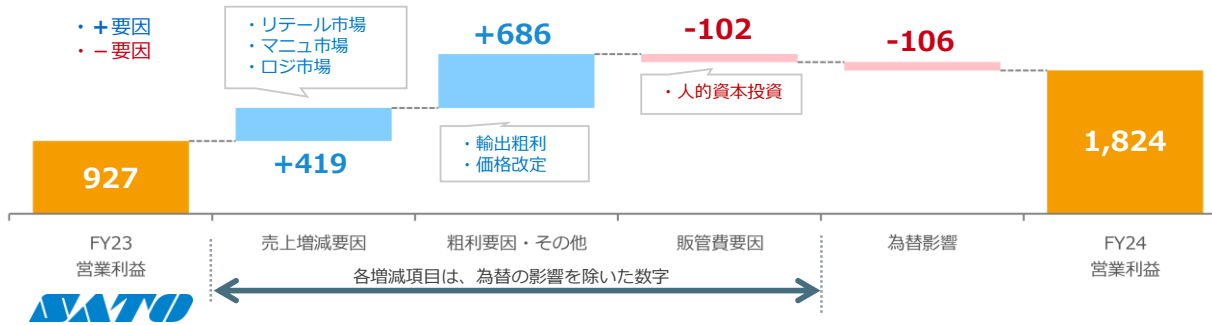 ・＋要因
・－要因
・リテール市場
・マニュ市場
・ロジ市場
+686
-102
-106
・人的資本投資
・輸出粗利
・価格改定
927
+419
1,824
FY23
営業利益
売上増減要因
粗利要因・その他
販管費要因
為替影響
FY24
営業利益
各増減項目は、為替の影響を除いた数字
SATO